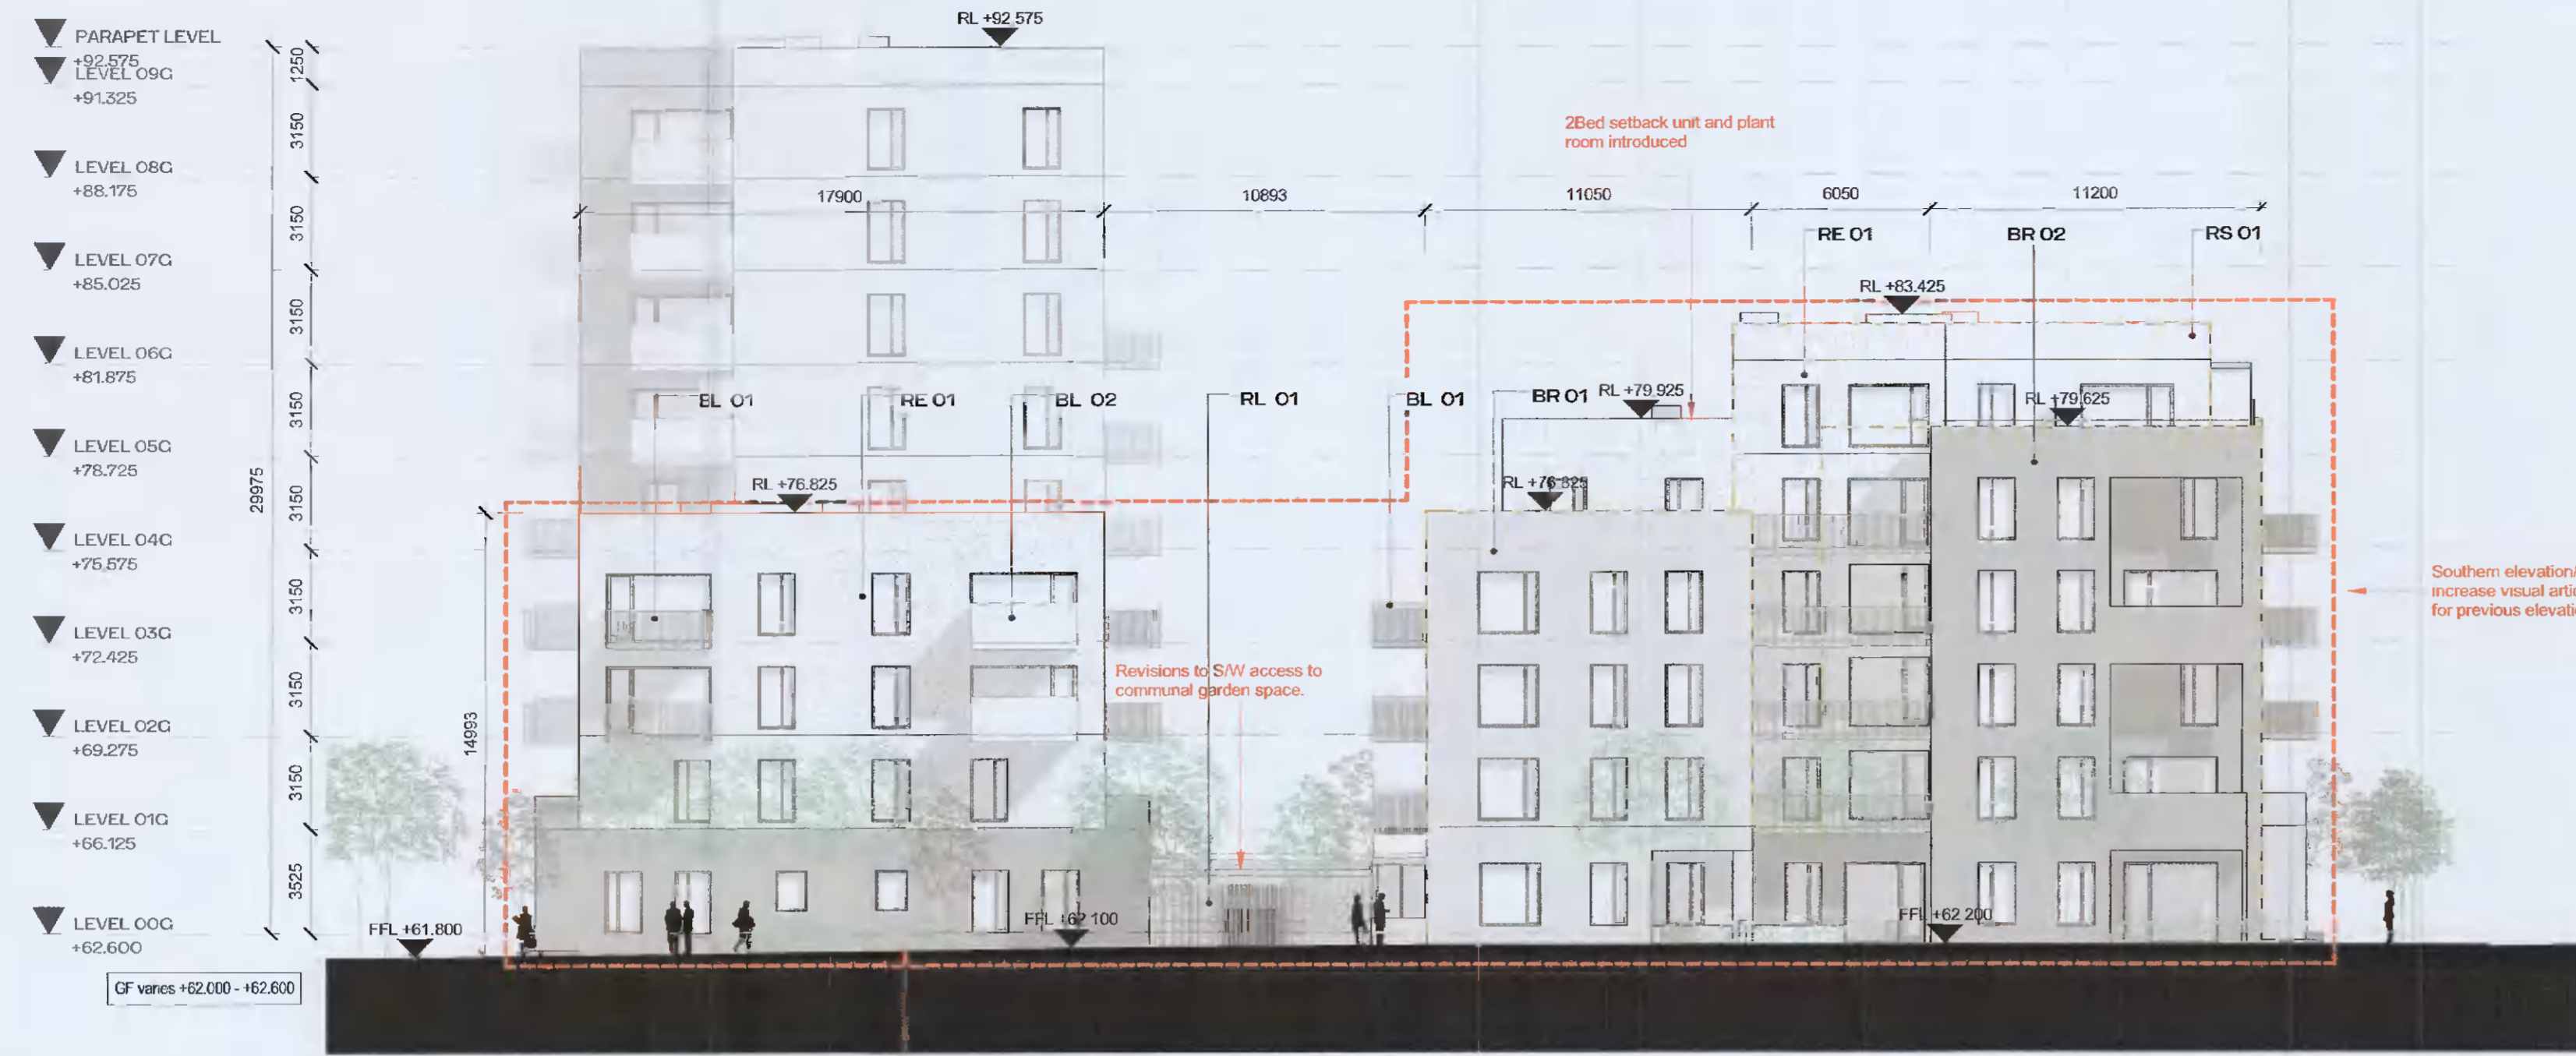 PARAPET LEVEL
+92.575
LEVEL 09G
+91.325
LEVEL 08G
+88.175
LEVEL 07G
+85.025
LEVEL 06G
+81.875
LEVEL 05G
+78.725
LEVEL 04G
+75.575
LEVEL 03G
+72.425
LEVEL 02G
+69.275
LEVEL 01G
+66.125
LEVEL 00G
+62.600
GF varies +62.000 - +62.600
29975
1250
3150
3150
3150
3150
3150
3150
3150
3150
3525
14993
RL +92 575
2Bed setback unit and plant
room introduced
17900
10893
11050
6050
11200
RE 01
BR 02
RS 01
RL +83.425
BL 01
RE 01
BL 02
RL 01
BL 01
BR 01
RL +79 925
RL +79.625
RL +76.825
RL +76.825
Southern elevation/
increase visual
for previous
Revisions to S/W access to
communal garden space.
FFL +61.800
FFL +62 100
FFL +62 200